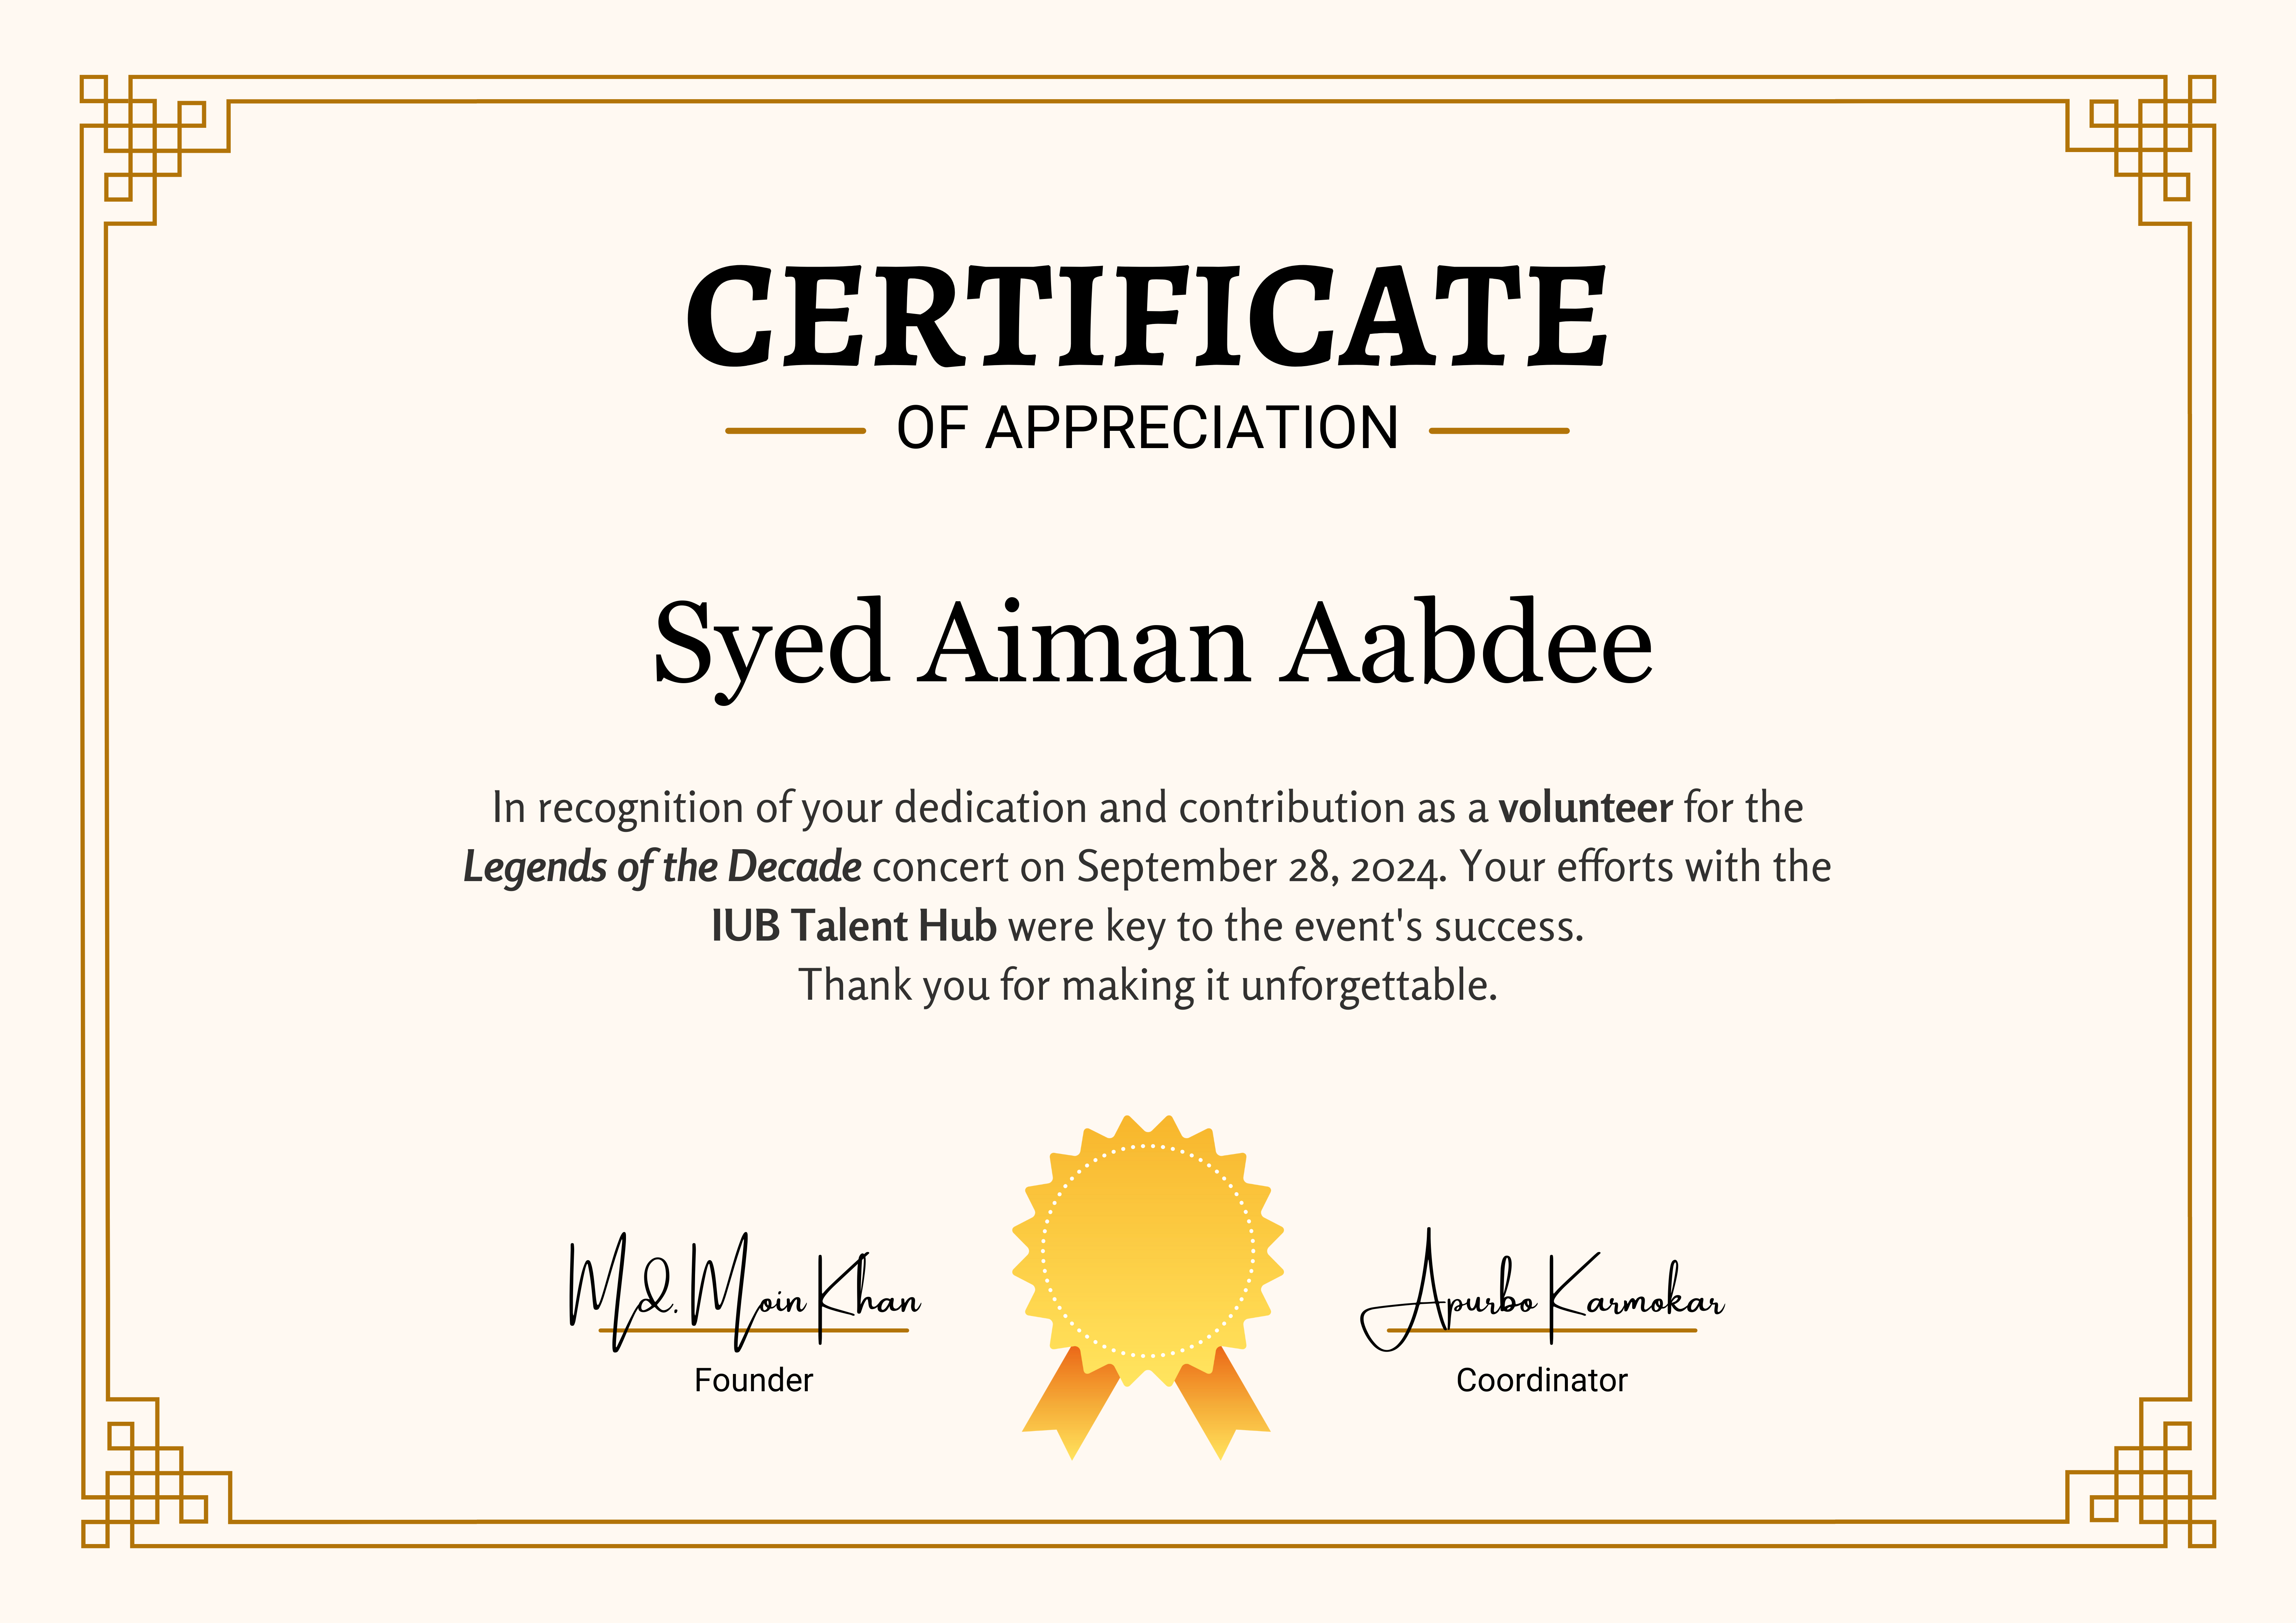 CERTIFICATE
OF APPRECIATION
Syed Aiman Aabdee
In recognition of your dedication and contribution as a volunteer for the
Legends of the Decade concert on September 28, 2024. Your efforts with the
IUB Talent Hub were key to the event's success.
Thank you for making it unforgettable.
Md. Moin Khan
Founder
Apurbo Karmokar
Coordinator